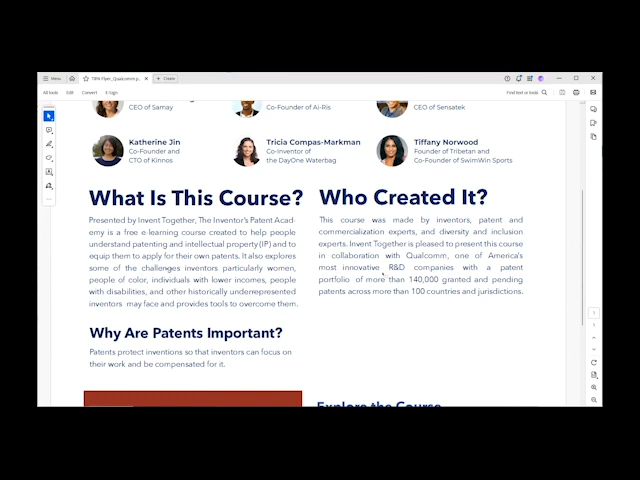 Menu
TIPA Flyer_Qualcomm.p...
Create
All tools Edit Convert E-Sign
Find text or tools
CEO of Samay
Co-Founder of Ai-Ris
CEO of Sensatek
Katherine Jin
Co-Founder and
CTO of Kinnos
Tricia Compas-Markman
Co-Inventor of
the DayOne Waterbag
Tiffany Norwood
Founder of Tribetan and
Co-Founder of SwimWin Sports
What Is This Course?
Presented by Invent Together, The Inventor's Patent Acad-
emy is a free e-learning course created to help people
understand patenting and intellectual property (IP) and to
equip them to apply for their own patents. It also explores
some of the challenges inventors particularly women,
people of color, individuals with lower incomes, people
with disabilities, and other historically underrepresented
inventors may face and provides tools to overcome them.
Who Created It?
This course was made by inventors, patent and
commercialization experts, and diversity and inclusion
experts. Invent Together is pleased to present this course
in collaboration with Qualcomm, one of America's
most innovative R&D companies with a patent
portfolio of more than 140,000 granted and pending
patents across more than 100 countries and jurisdictions.
Why Are Patents Important?
Patents protect inventions so that inventors can focus on
their work and be compensated for it.
Explore the Course